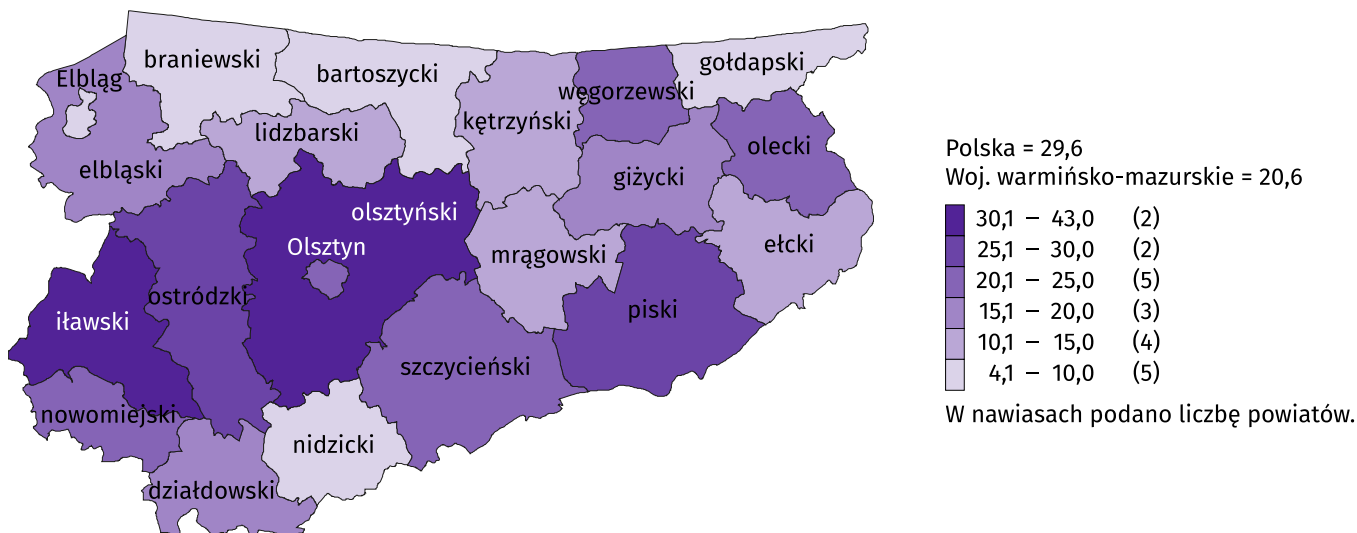 braniewski
bartoszycki
gołdapski
Elbląg
węgorzewski
kętrzyński
lidzbarski
olecki
elbląski
giżycki
olsztyński
Olsztyn
mrągowski
ełcki
ostródzki
iławski
piski
szczycieński
nowomiejski
nidzicki
działdowski
Polska = 29,6
Woj. warmińsko-mazurskie = 20,6
30,1 – 43,0 (2)
25,1 – 30,0 (2)
20,1 – 25,0 (5)
15,1 – 20,0 (3)
10,1 – 15,0 (4)
4,1 – 10,0 (5)
W nawiasach podano liczbę powiatów.